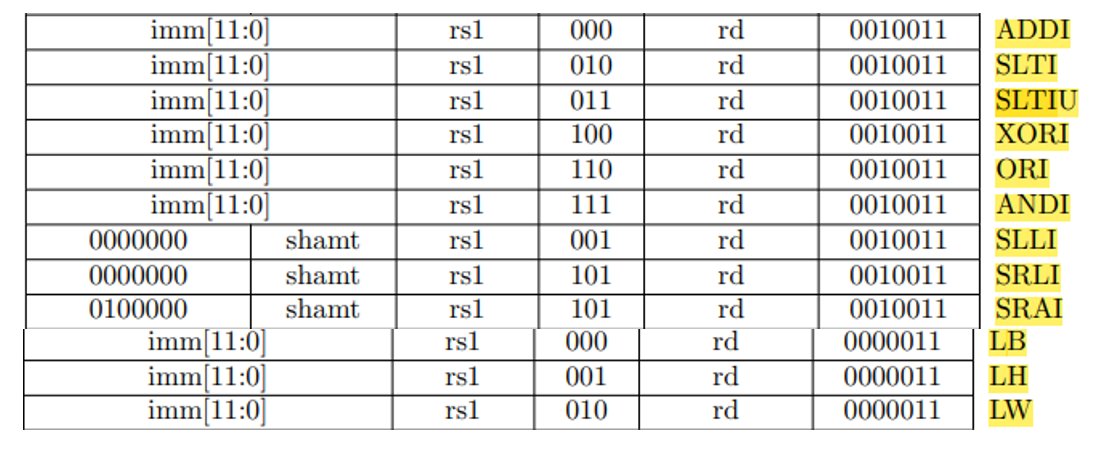 imm[11:0] rs1 000 rd 0010011 ADDI
imm[11:0] rs1 010 rd 0010011 SLTI
imm[11:0] rs1 011 rd 0010011 SLTIU
imm[11:0] rs1 100 rd 0010011 XORI
imm[11:0] rs1 110 rd 0010011 ORI
imm[11:0] rs1 111 rd 0010011 ANDI
0000000 shamt rs1 001 rd 0010011 SLLI
0000000 shamt rs1 101 rd 0010011 SRLI
0100000 shamt rs1 101 rd 0010011 SRAI
imm[11:0] rs1 000 rd 0000011 LB
imm[11:0] rs1 001 rd 0000011 LH
imm[11:0] rs1 010 rd 0000011 LW